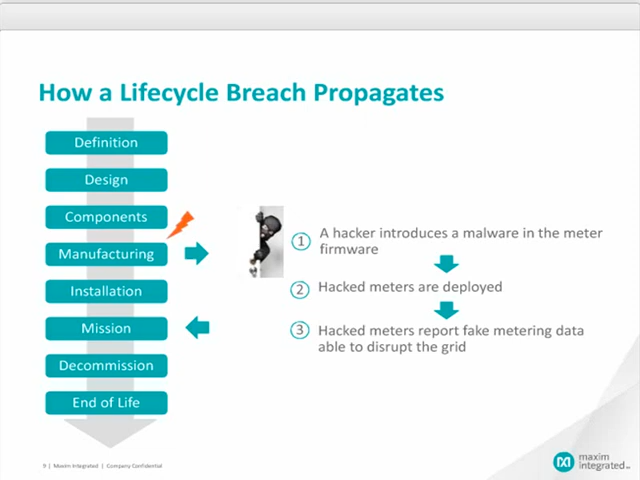 How a Lifecycle Breach Propagates
Definition
Design
Components
Manufacturing
Installation
Mission
Decommission
End of Life
1 A hacker introduces a malware in the meter
firmware
2 Hacked meters are deployed
3 Hacked meters report fake metering data
able to disrupt the grid
9 | Maxim Integrated | Company Confidential
maxim
integrated™